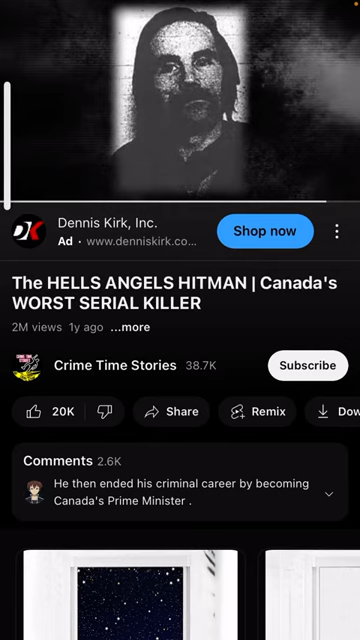 Dennis Kirk, Inc.
Ad • www.denniskirk.co...
Shop now
The HELLS ANGELS HITMAN | Canada's
WORST SERIAL KILLER
2M views 1y ago ...more
Crime Time Stories 38.7K
Subscribe
20K
Share
Remix
Dow
Comments 2.6K
He then ended his criminal career by becoming
Canada's Prime Minister .